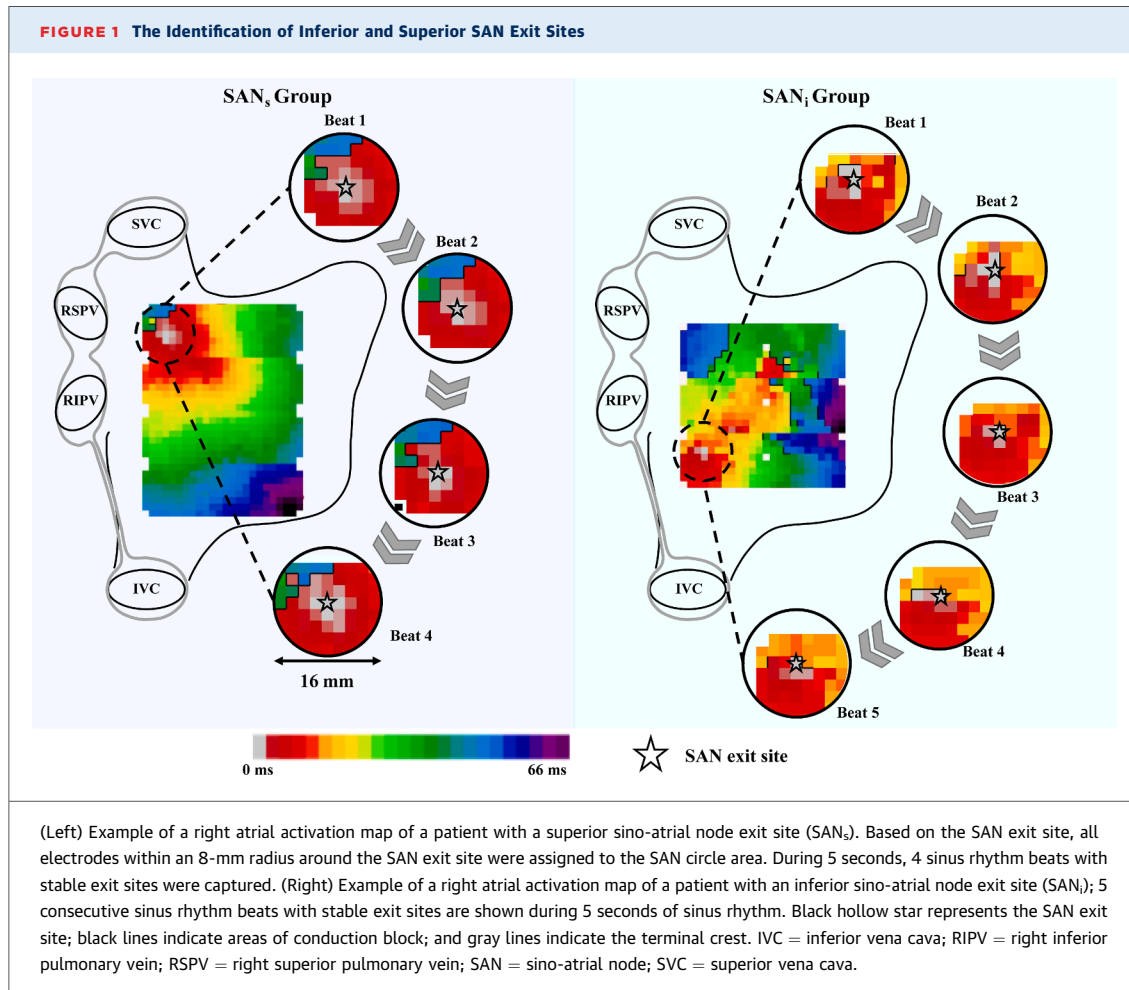 FIGURE 1 The Identification of Inferior and Superior SAN Exit Sites
SANs Group
Beat 1
SVC
Beat 2
RSPV
RIPV
Beat 3
IVC
Beat 4
16 mm
SANi Group
Beat 1
SVC
Beat 2
RSPV
RIPV
Beat 3
IVC
Beat 4
Beat 5
0 ms
66 ms
SAN exit site
(Left) Example of a right atrial activation map of a patient with a superior sino-atrial node exit site (SANs). Based on the SAN exit site, all
electrodes within an 8-mm radius around the SAN exit site were assigned to the SAN circle area. During 5 seconds, 4 sinus rhythm beats with
stable exit sites were captured. (Right) Example of a right atrial activation map of a patient with an inferior sino-atrial node exit site (SANi); 5
consecutive sinus rhythm beats with stable exit sites are shown during 5 seconds of sinus rhythm. Black hollow star represents the SAN exit
site; black lines indicate areas of conduction block; and gray lines indicate the terminal crest. IVC = inferior vena cava; RIPV = right inferior
pulmonary vein; RSPV = right superior pulmonary vein; SAN = sino-atrial node; SVC = superior vena cava.